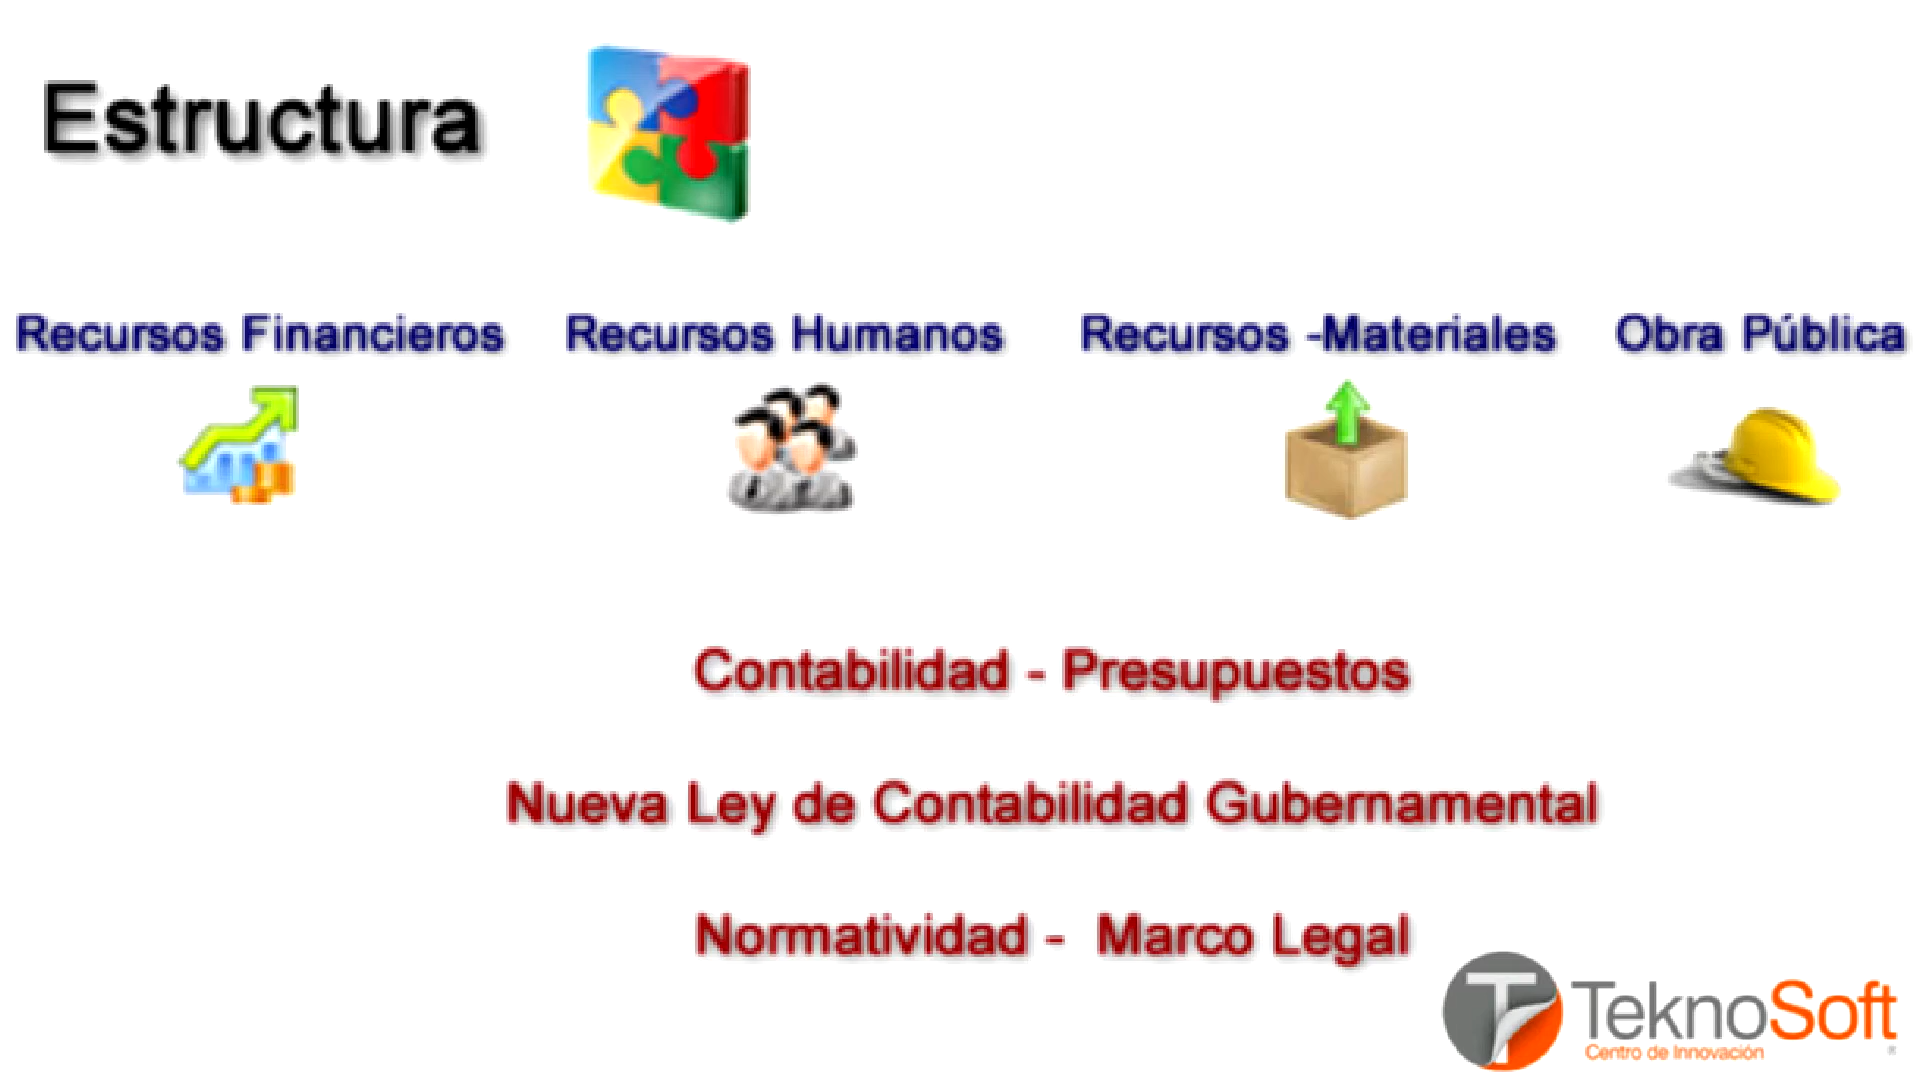 Estructura
Recursos Financieros
Recursos Humanos
Recursos -Materiales
Obra Pública
Contabilidad - Presupuestos
Nueva Ley de Contabilidad Gubernamental
Normatividad - Marco Legal
TeknoSoft
Centro de Innovación
®